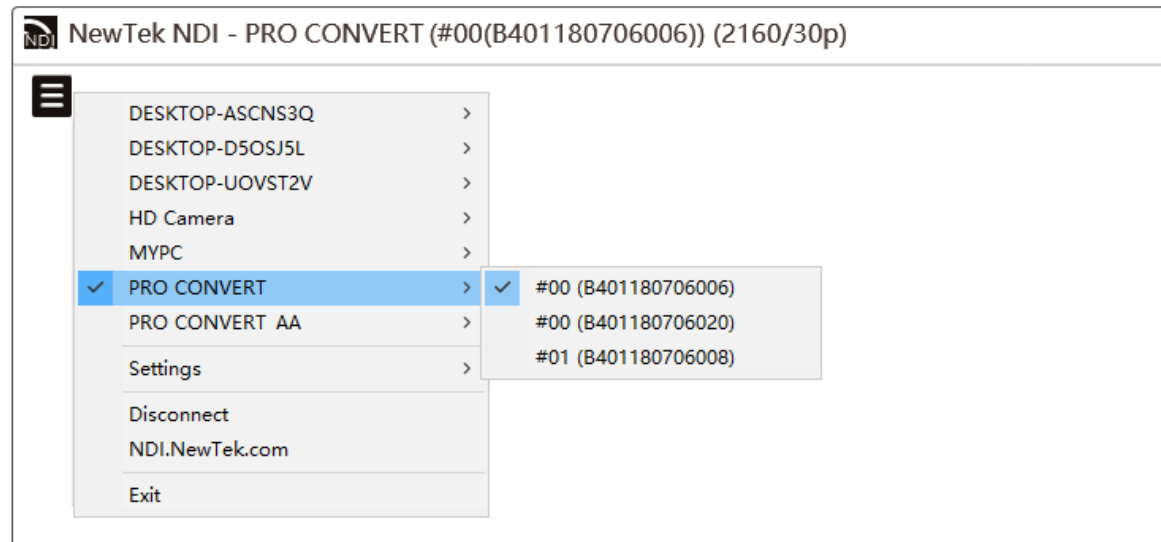 NDI NewTek NDI - PRO CONVERT (#00(B401180706006)) (2160/30p)
DESKTOP-ASCNS3Q
DESKTOP-D5OSJ5L
DESKTOP-UOVST2V
HD Camera
MYPC
PRO CONVERT
#00 (B401180706006)
#00 (B401180706020)
#01 (B401180706008)
PRO CONVERT AA
Settings
Disconnect
NDI.NewTek.com
Exit